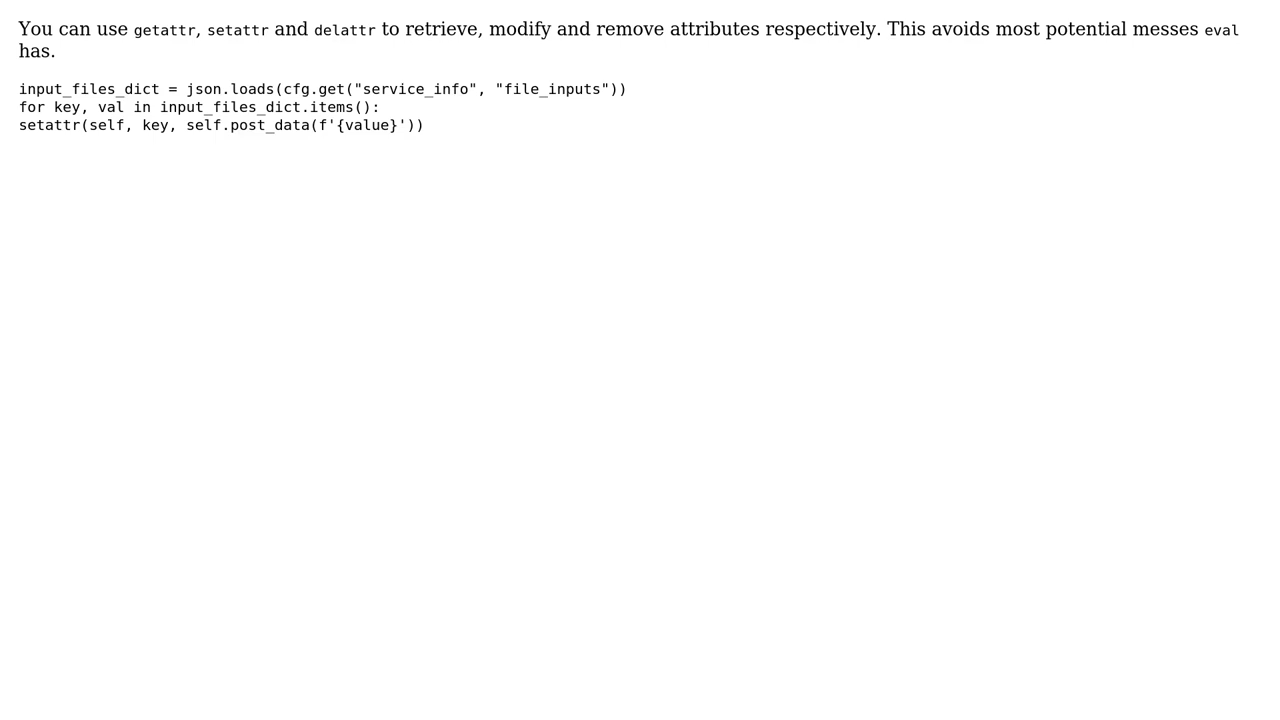 You can use getattr, setattr and delattr to retrieve, modify and remove attributes respectively. This avoids most potential messes eval
has.
input_files_dict = json.loads(cfg.get("service_info", "file_inputs"))
for key, val in input_files_dict.items():
setattr(self, key, self.post_data(f'{value}'))